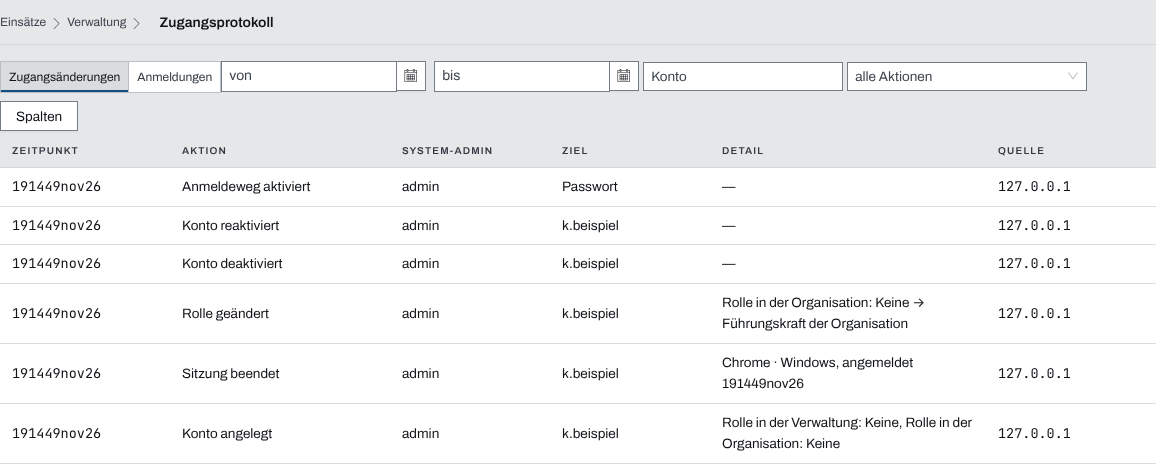 Einsätze Verwaltung Zugangsprotokoll
Zugangsänderungen Anmeldungen von bis Konto alle Aktionen
Spalten
ZEITPUNKT AKTION SYSTEM-ADMIN ZIEL DETAIL QUELLE
191449nov26 Anmeldeweg aktiviert admin Passwort — 127.0.0.1
191449nov26 Konto reaktiviert admin k.beispiel — 127.0.0.1
191449nov26 Konto deaktiviert admin k.beispiel — 127.0.0.1
191449nov26 Rolle geändert admin k.beispiel Rolle in der Organisation: Keine → 127.0.0.1
Führungskraft der Organisation
191449nov26 Sitzung beendet admin k.beispiel Chrome · Windows, angemeldet 127.0.0.1
191449nov26
191449nov26 Konto angelegt admin k.beispiel Rolle in der Verwaltung: Keine, Rolle in der 127.0.0.1
Organisation: Keine